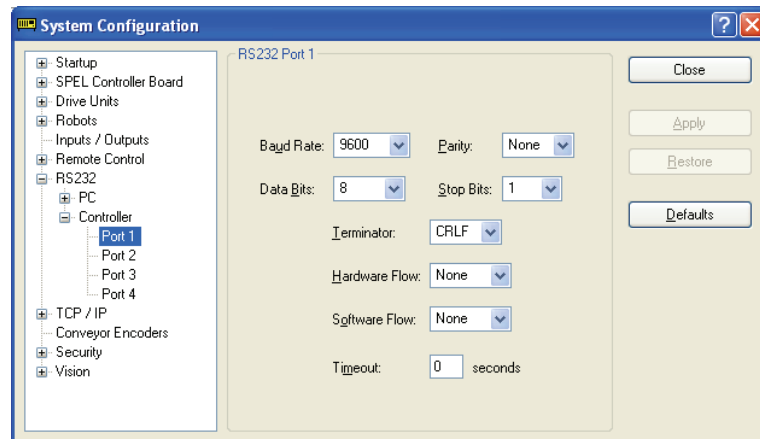 System Configuration
Startup
SPEL Controller Board
Drive Units
Robots
Inputs / Outputs
Remote Control
RS232
PC
Controller
Port 1
Port 2
Port 3
Port 4
TCP / IP
Conveyor Encoders
Security
Vision
RS232 Port 1
Baud Rate: 9600 Parity: None
Data Bits: 8 Stop Bits: 1
Terminator: CRLF
Hardware Flow: None
Software Flow: None
Timeout: 0 seconds
Close
Apply
Restore
Defaults